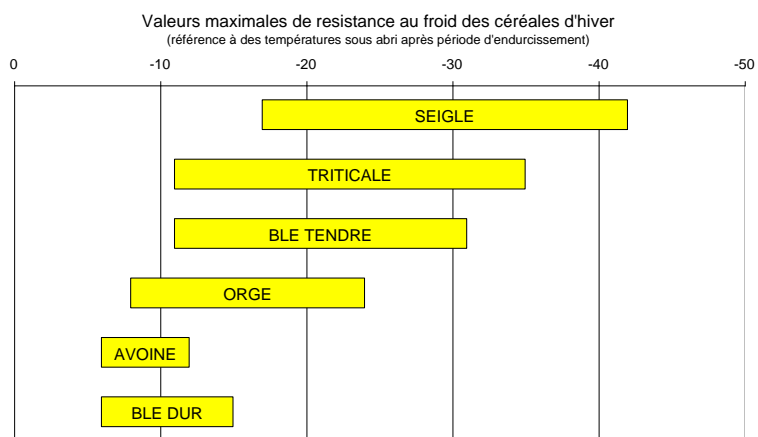 Valeurs maximales de resistance au froid des céréales d'hiver
(référence à des températures sous abri après période d'endurcissement)
0 -10 -20 -30 -40 -50
SEIGLE
TRITICALE
BLE TENDRE
ORGE
AVOINE
BLE DUR